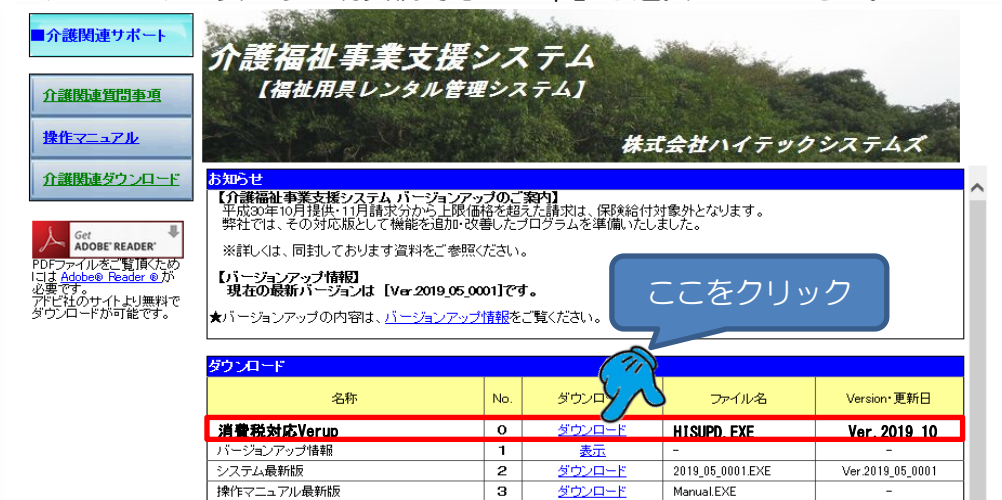 ■介護関連サポート
介護関連質問事項
操作マニュアル
介護関連ダウンロード
Get
ADOBE® READER®
PDFファイルをご覧頂くため
には Adobe® Reader ® が
必要です。
アドビ社のサイトより無料で
ダウンロードが可能です。
介護福祉事業支援システム
【福祉用具レンタル管理システム】
株式会社ハイテックシステムズ
お知らせ
【介護福祉事業支援システム バージョンアップのご案内】
平成30年10月提供・11月請求分から上限価格を超えた請求は、保険給付対象外となります。
弊社では、その対応版として機能を追加・改善したプログラムを準備いたしました。
※詳しくは、同封しております資料をご参照ください。
【バージョンアップ情報】
現在の最新バージョンは [Ver.2019_05_0001]です。
★バージョンアップの内容は、バージョンアップ情報をご覧ください。
ここをクリック
ダウンロード
名称 No. ダウンロ ファイル名 Version・更新日
消費税対応Verup 0 ダウンロード HISUPD.EXE Ver.2019_10
バージョンアップ情報 1 表示 - -
システム最新版 2 ダウンロード 2019_05_0001.EXE Ver.2019_05_0001
操作マニュアル最新版 3 ダウンロード Manual.EXE -